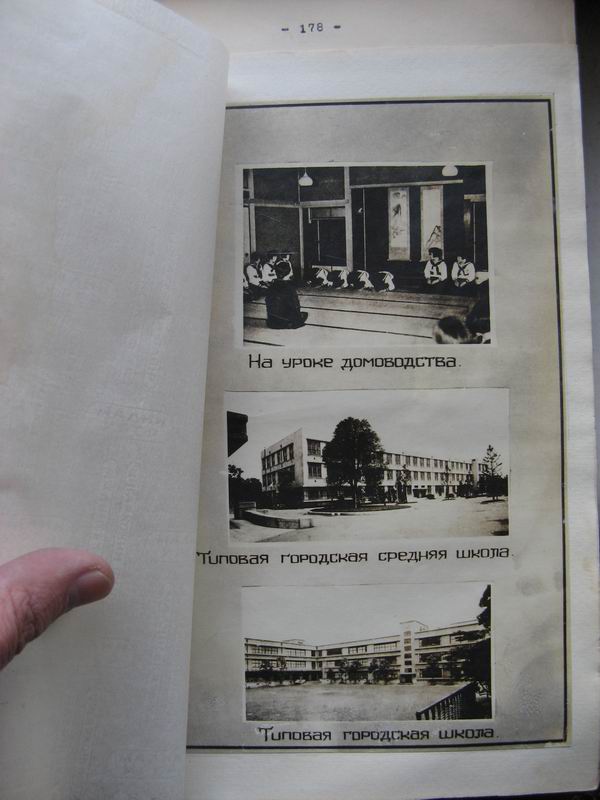 - 178 -
На уроке домоводства.
Типовая городская средняя школа.
Типовая городская школа.